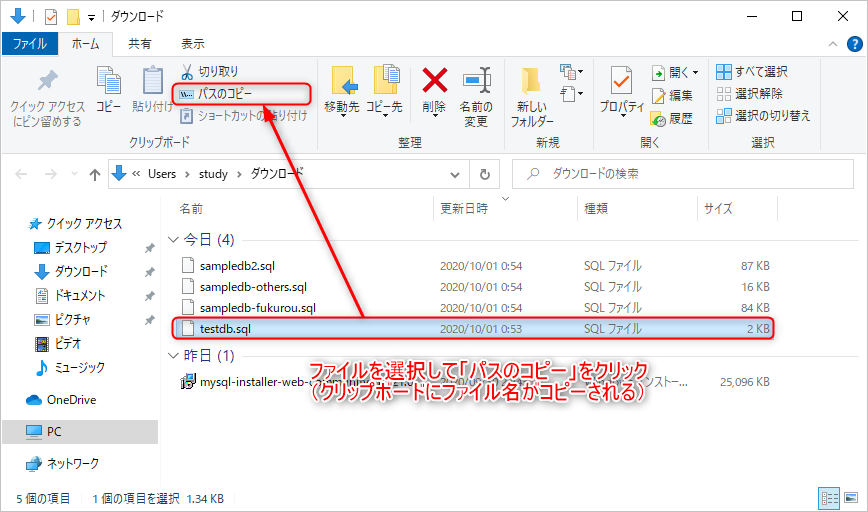 ダウンロード
ファイル ホーム 共有 表示
クイック アクセス
にピン留めする
コピー
貼り付け
切り取り
パスのコピー
ショートカットの貼り付け
クリップボード
移動先
コピー先
削除
名前の
変更
整理
新しい
フォルダー
新規
プロパティ
開く
編集
履歴
開く
すべて選択
選択解除
選択の切り替え
選択
Users study ダウンロード
ダウンロードの検索
名前 更新日時 種類 サイズ
クイック アクセス
デスクトップ
ダウンロード
ドキュメント
ピクチャ
ビデオ
ミュージック
OneDrive
PC
ネットワーク
今日 (4)
sampledb2.sql 2020/10/01 0:54 SQL ファイル 87 KB
sampledb-others.sql 2020/10/01 0:54 SQL ファイル 16 KB
sampledb-fukurou.sql 2020/10/01 0:54 SQL ファイル 84 KB
testdb.sql 2020/10/01 0:53 SQL ファイル 2 KB
昨日 (1)
mysql-installer-web- 25,096 KB
ファイルを選択して「パスのコピー」をクリック
（クリップボードにファイル名がコピーされる）
5 個の項目 1 個の項目を選択 1.34 KB